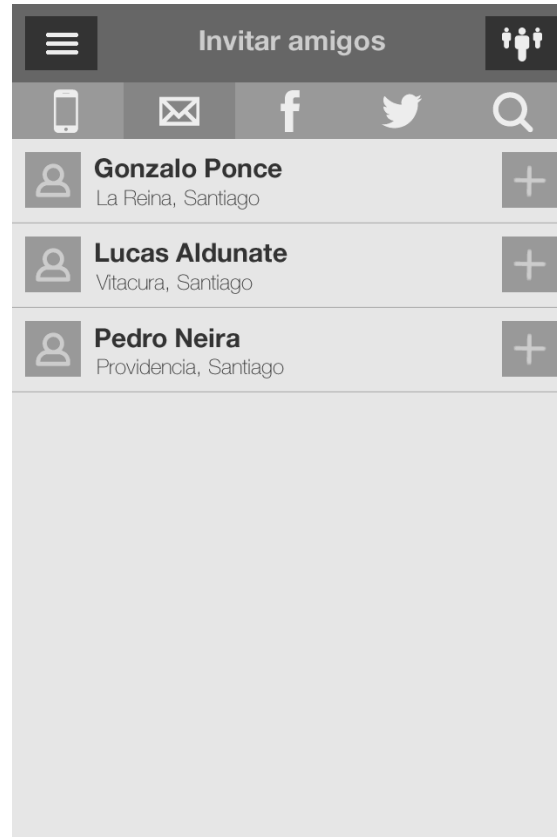 Invitar amigos
Gonzalo Ponce
La Reina, Santiago
Lucas Aldunate
Vitacura, Santiago
Pedro Neira
Providencia, Santiago